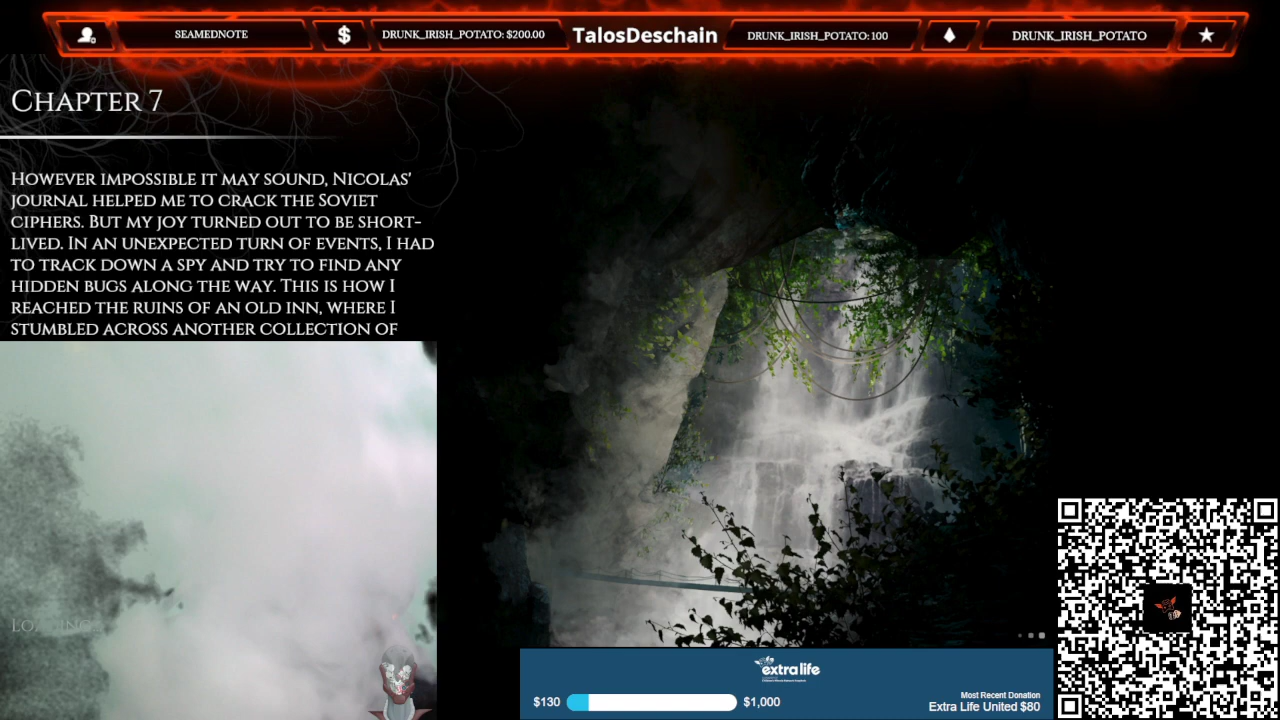 SEAMEDNOTE
DRUNK_IRISH_POTATO: $200.00
TalosDeschain
DRUNK_IRISH_POTATO: 100
DRUNK_IRISH_POTATO
Chapter 7
However impossible it may sound, Nicolas'
journal helped me to crack the Soviet
ciphers. But my joy turned out to be short-
lived. In an unexpected turn of events, I had
to track down a spy and try to find any
hidden bugs along the way. This is how I
reached the ruins of an old inn, where I
stumbled across another collection of
Loading
extralife
$130
$1,000
Most Recent Donation
Extra Life United $80